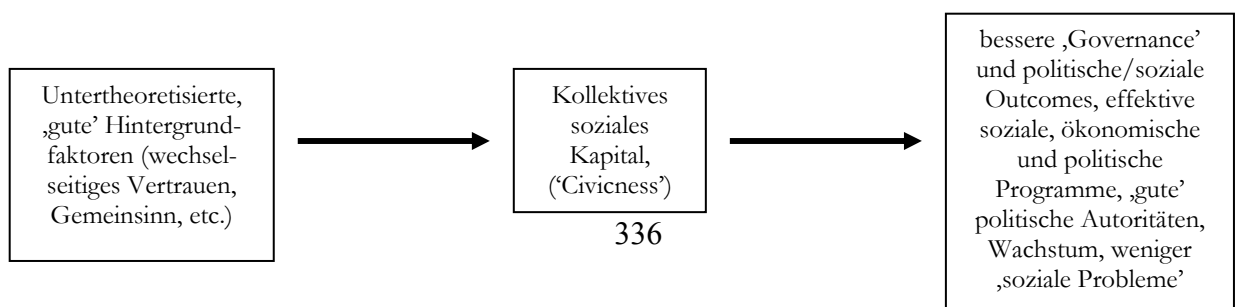 Untertheoretisierte,
‚gute’ Hintergrund-
faktoren (wechsel-
seitiges Vertrauen,
Gemeinsinn, etc.)
Kollektives
soziales
Kapital,
(‘Civicness’)
336
bessere ‚Governance’
und politische/soziale
Outcomes, effektive
soziale, ökonomische
und politische
Programme, ‚gute’
politische Autoritäten,
Wachstum, weniger
‚soziale Probleme’